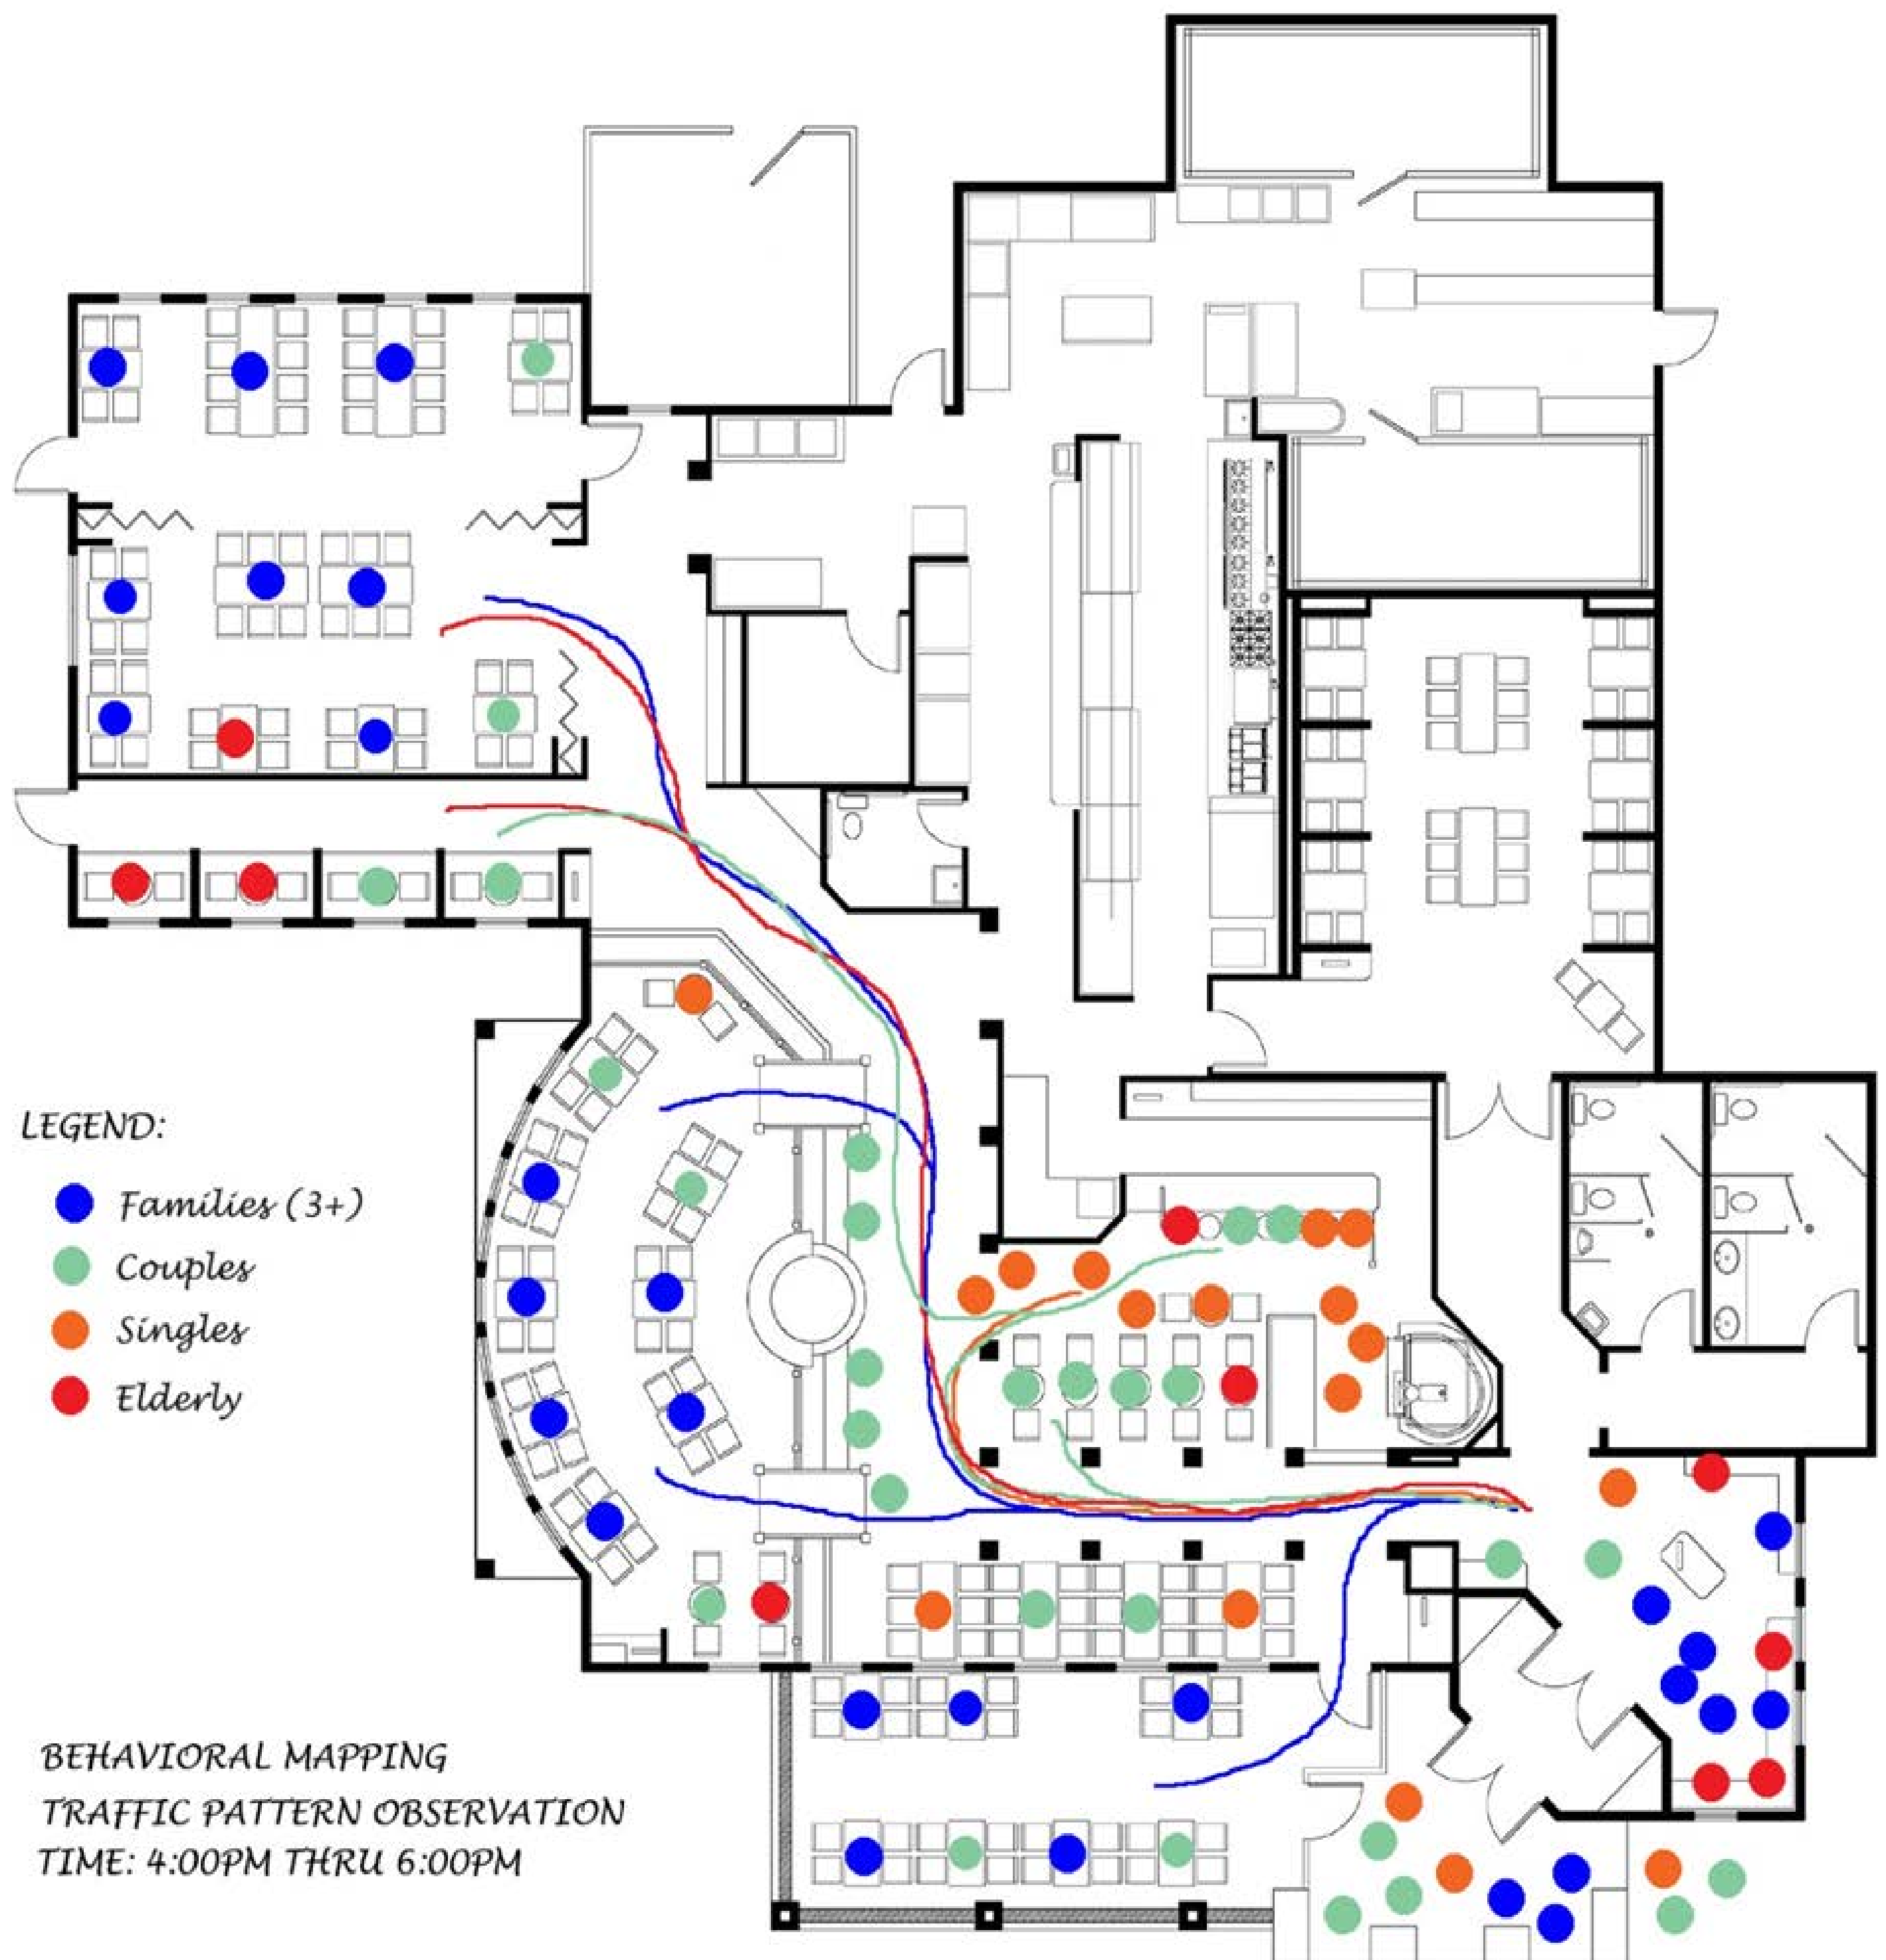 LEGEND:
Families (3+)
Couples
Singles
Elderly
BEHAVIORAL MAPPING
TRAFFIC PATTERN OBSERVATION
TIME: 4:00PM THRU 6:00PM